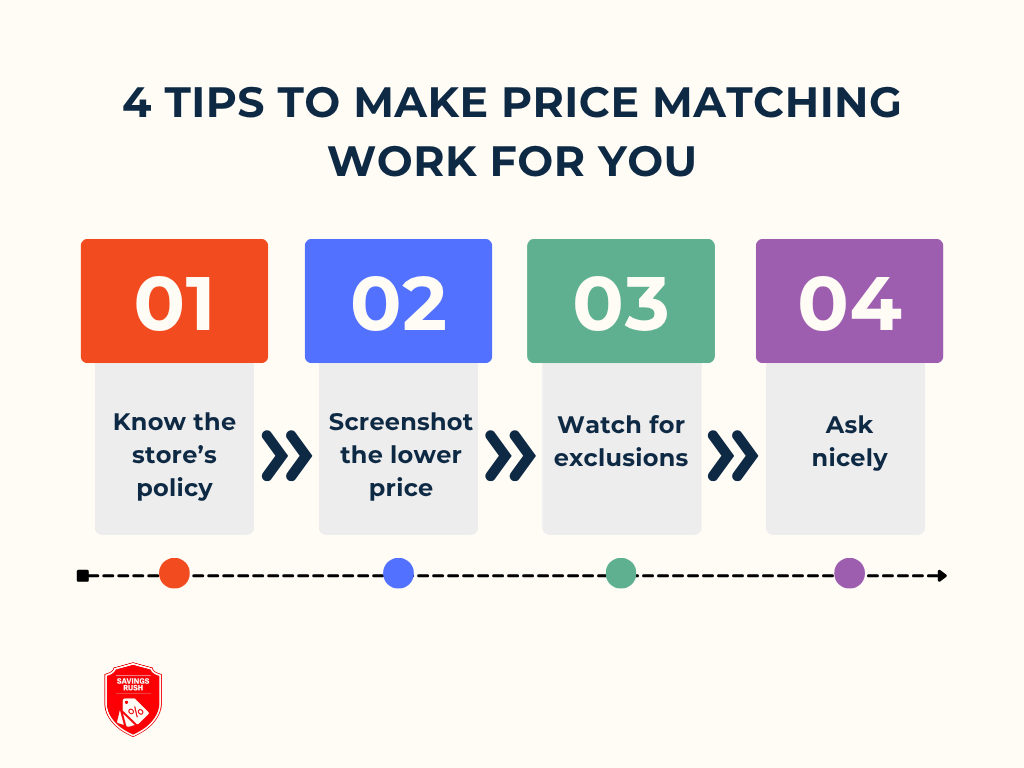 4 TIPS TO MAKE PRICE MATCHING
WORK FOR YOU
01
Know the
store’s
policy
02
Screenshot
the lower
price
03
Watch for
exclusions
04
Ask
nicely
SAVINGS
RUSH
%